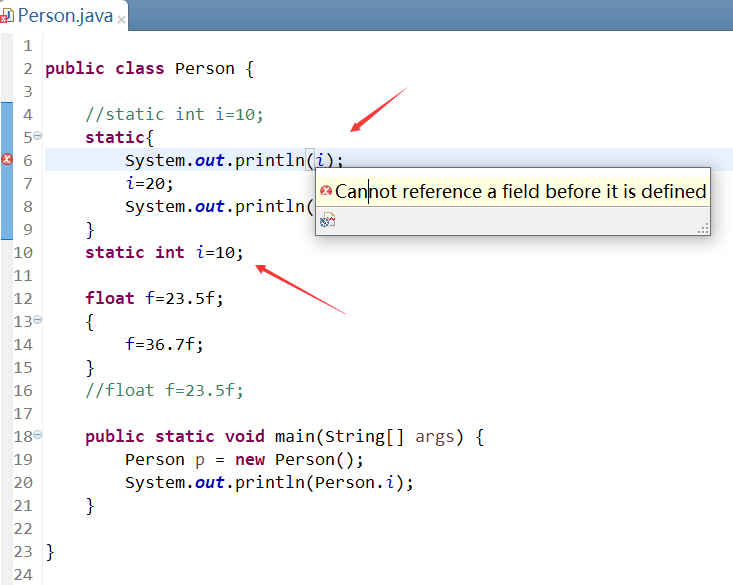 Person.java
1
2 public class Person {
3
4 //static int i=10;
5 static{
6 System.out.println(i);
7 i=20;
Cannot reference a field before it is defined
8 System.out.println(
9 }
10 static int i=10;
11
12 float f=23.5f;
13 {
14 f=36.7f;
15 }
16 //float f=23.5f;
17
18 public static void main(String[] args) {
19 Person p = new Person();
20 System.out.println(Person.i);
21 }
22
23 }
24